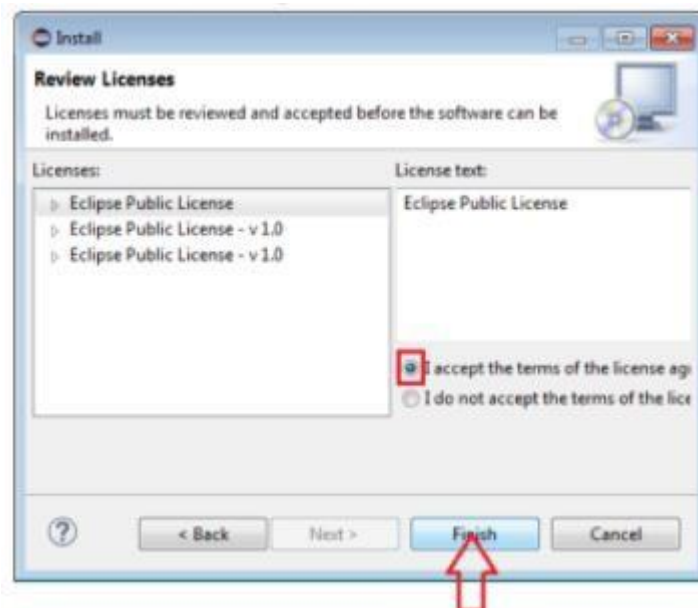 Install
Review Licenses
Licenses must be reviewed and accepted before the software can be
installed.
Licenses:
Eclipse Public License
Eclipse Public License - v 1.0
Eclipse Public License - v 1.0
License text:
Eclipse Public License
I accept the terms of the license ag
I do not accept the terms of the lice
< Back
Next >
Finish
Cancel